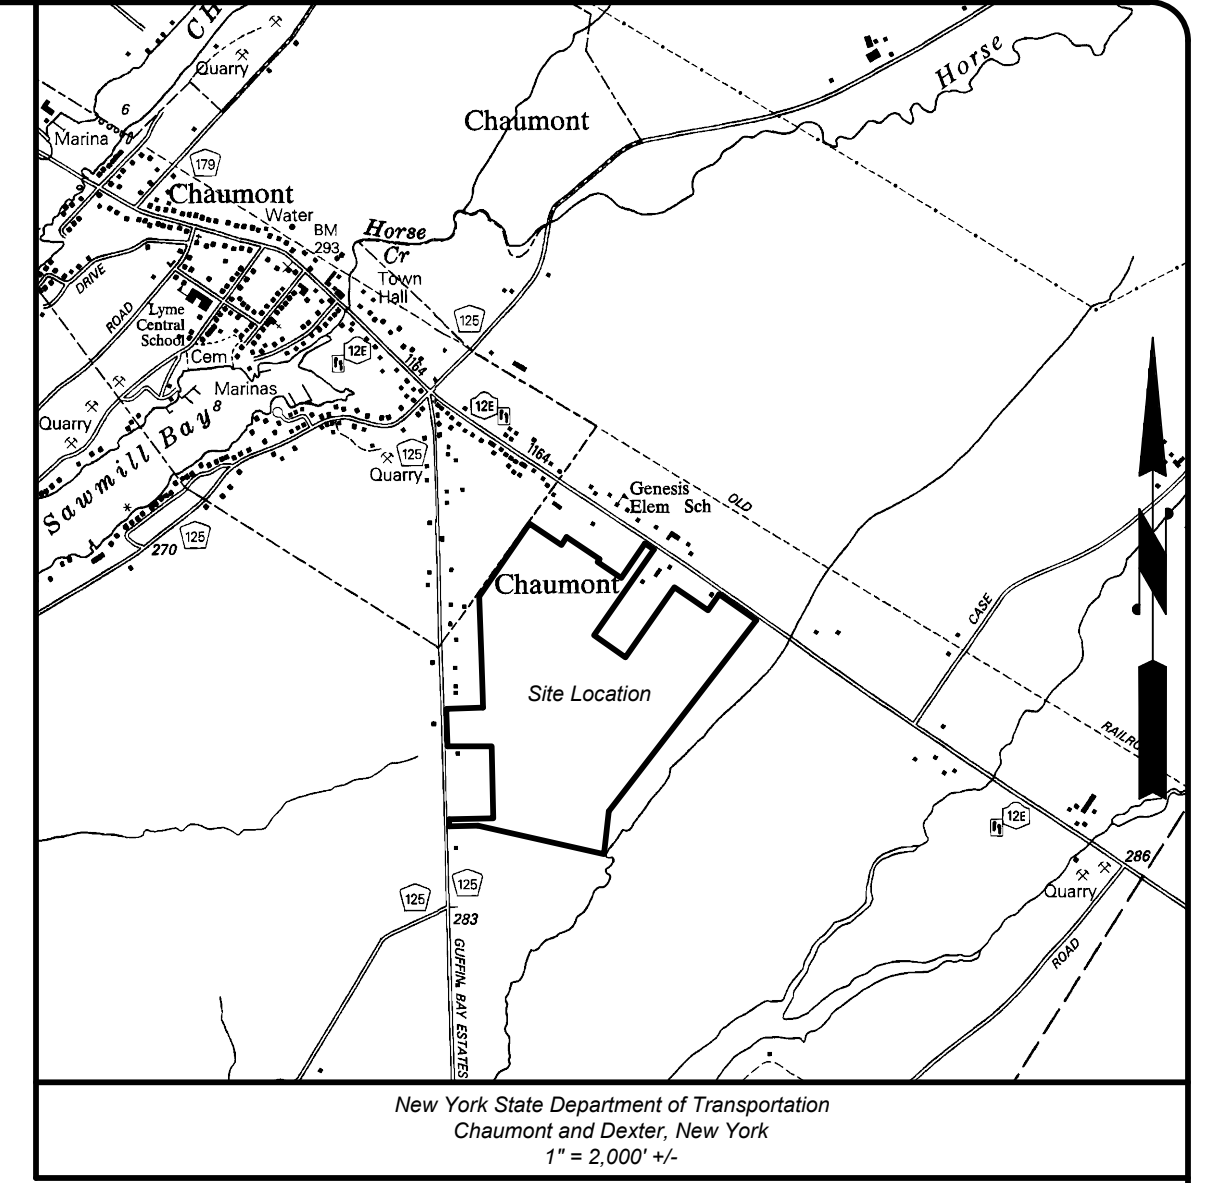 CH
Quarry
Horse
6
Marina
Chaumont
179
Chaumont
Water
BM
293
Horse
Cr
Town
Hall
DRIVE
ROAD
Lyme
Central
School
Cem
125
12E
1164
Marinas
8
Quarry
Sawmill Bay
12E
125
Quarry
1164
Genesis
Elem Sch
OLD
125
270
Chaumont
CASE
Site Location
RAILRO
12E
286
Quarry
125
125
283
ROAD
GUFFIN BAY ESTATES
New York State Department of Transportation
Chaumont and Dexter, New York
1" = 2,000' +/-